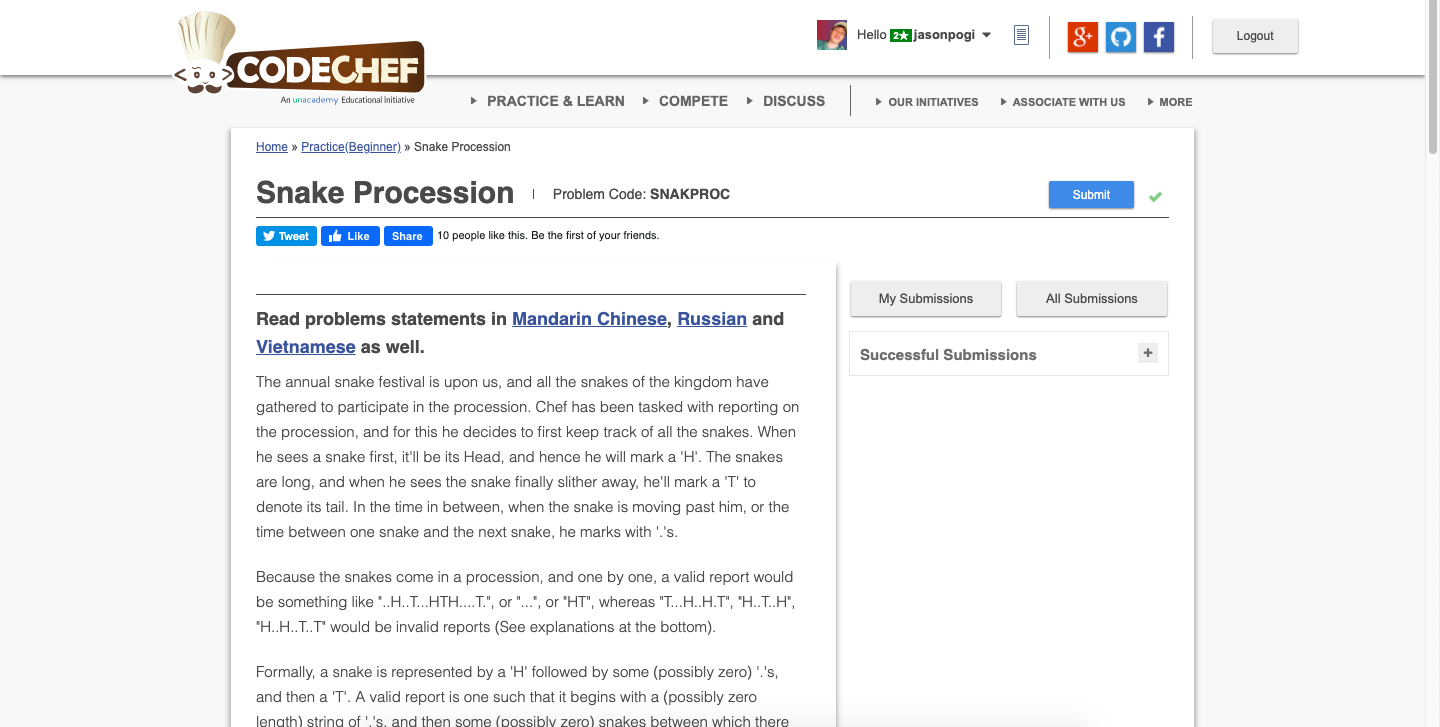 CODECHEF
An unacademy Educational Initiative
Hello 2★ jasonpogi
g+
f
Logout
PRACTICE & LEARN
COMPETE
DISCUSS
OUR INITIATIVES
ASSOCIATE WITH US
MORE
Home » Practice(Beginner) » Snake Procession
Snake Procession
Problem Code: SNAKPROC
Submit
Tweet
Like
Share
10 people like this. Be the first of your friends.
My Submissions
All Submissions
Successful Submissions
+
Read problems statements in Mandarin Chinese, Russian and
Vietnamese as well.
The annual snake festival is upon us, and all the snakes of the kingdom have
gathered to participate in the procession. Chef has been tasked with reporting on
the procession, and for this he decides to first keep track of all the snakes. When
he sees a snake first, it'll be its Head, and hence he will mark a 'H'. The snakes
are long, and when he sees the snake finally slither away, he'll mark a 'T' to
denote its tail. In the time in between, when the snake is moving past him, or the
time between one snake and the next snake, he marks with '.'s.
Because the snakes come in a procession, and one by one, a valid report would
be something like "..H..T...HTH....T.", or "...", or "HT", whereas "T...H..H.T", "H..T..H",
"H..H..T..T" would be invalid reports (See explanations at the bottom).
Formally, a snake is represented by a 'H' followed by some (possibly zero) '.'s,
and then a 'T'. A valid report is one such that it begins with a (possibly zero
length) string of '.'s, and then some (possibly zero) snakes between which there